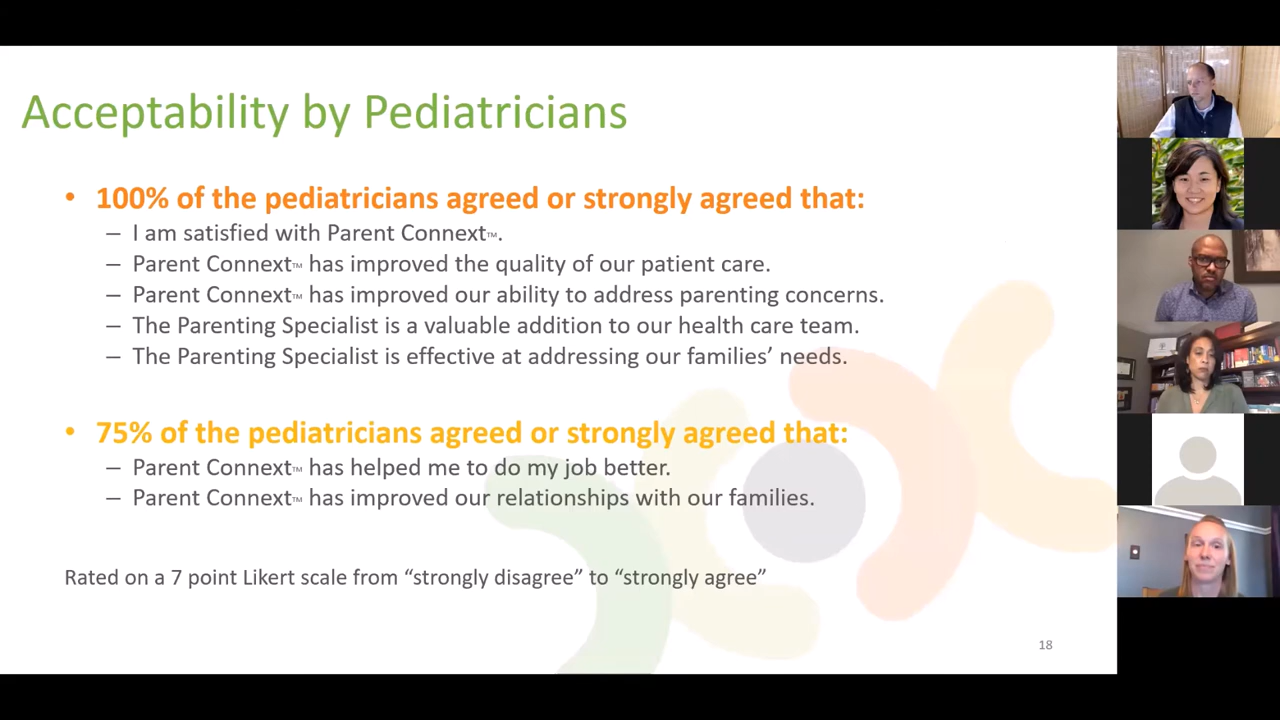 Acceptability by Pediatricians
• 100% of the pediatricians agreed or strongly agreed that:
– I am satisfied with Parent Connext™.
– Parent Connext™ has improved the quality of our patient care.
– Parent Connext™ has improved our ability to address parenting concerns.
– The Parenting Specialist is a valuable addition to our health care team.
– The Parenting Specialist is effective at addressing our families’ needs.
• 75% of the pediatricians agreed or strongly agreed that:
– Parent Connext™ has helped me to do my job better.
– Parent Connext™ has improved our relationships with our families.
Rated on a 7 point Likert scale from “strongly disagree” to “strongly agree”
18